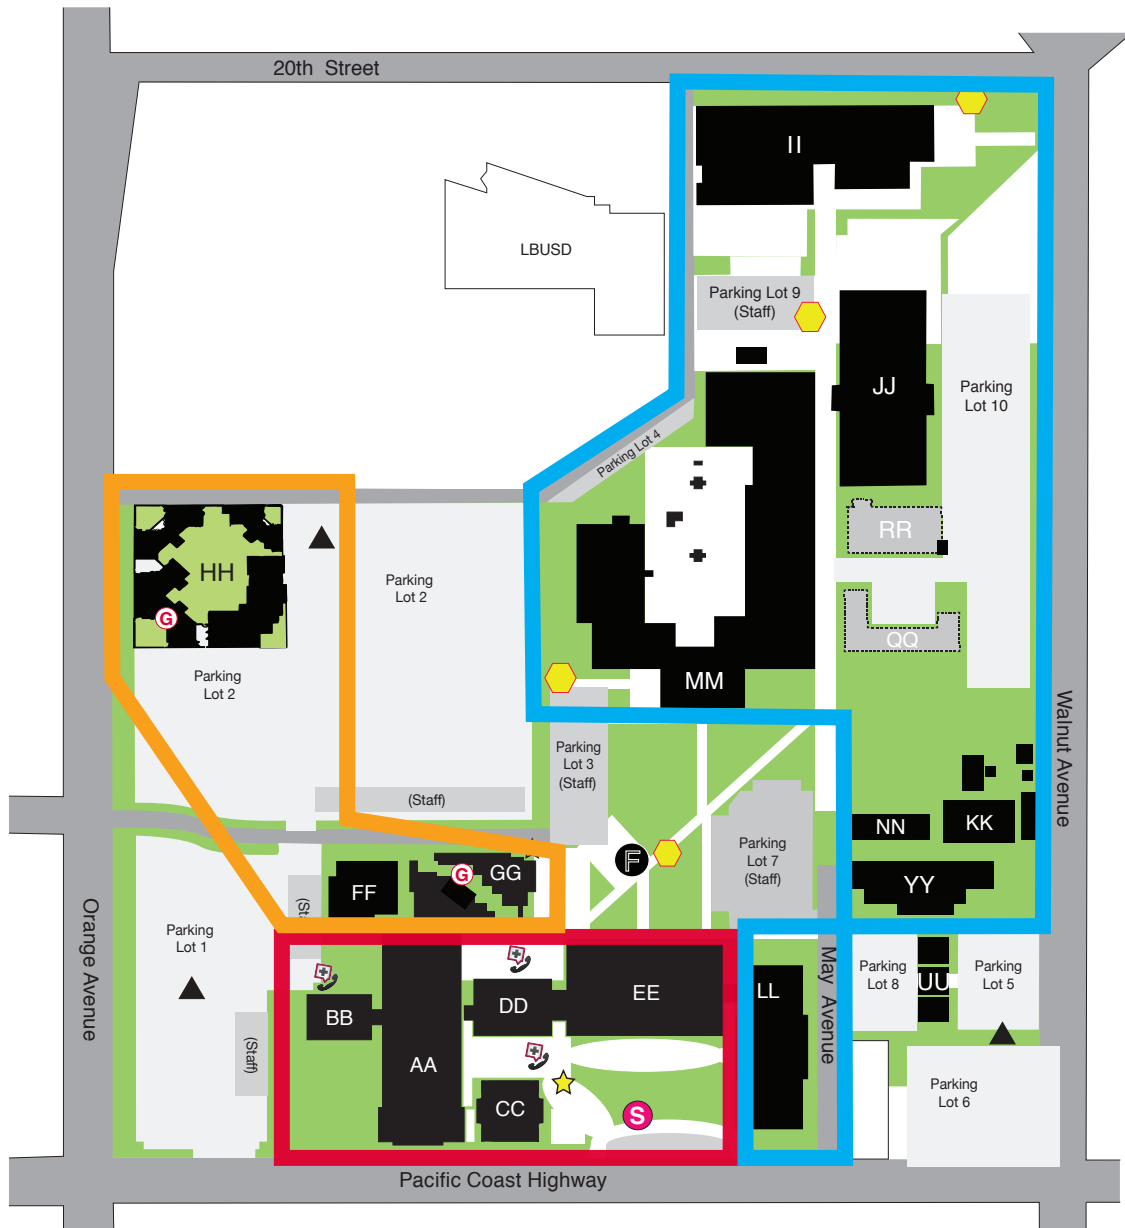 20th Street
II
LBUSD
Parking Lot 9
(Staff)
JJ
Parking
Lot 10
Parking Lot 4
RR
HH
G
Parking
Lot 2
QQ
Parking
Lot 2
MM
Walnut Avenue
Parking
Lot 3
(Staff)
(Staff)
NN
KK
F
Parking
Lot 7
(Staff)
GG
G
FF
YY
(Sta
Orange Avenue
Parking
Lot 1
May Avenue
Parking
Lot 8
UU
Parking
Lot 5
EE
LL
DD
BB
(Staff)
AA
CC
S
Parking
Lot 6
Pacific Coast Highway